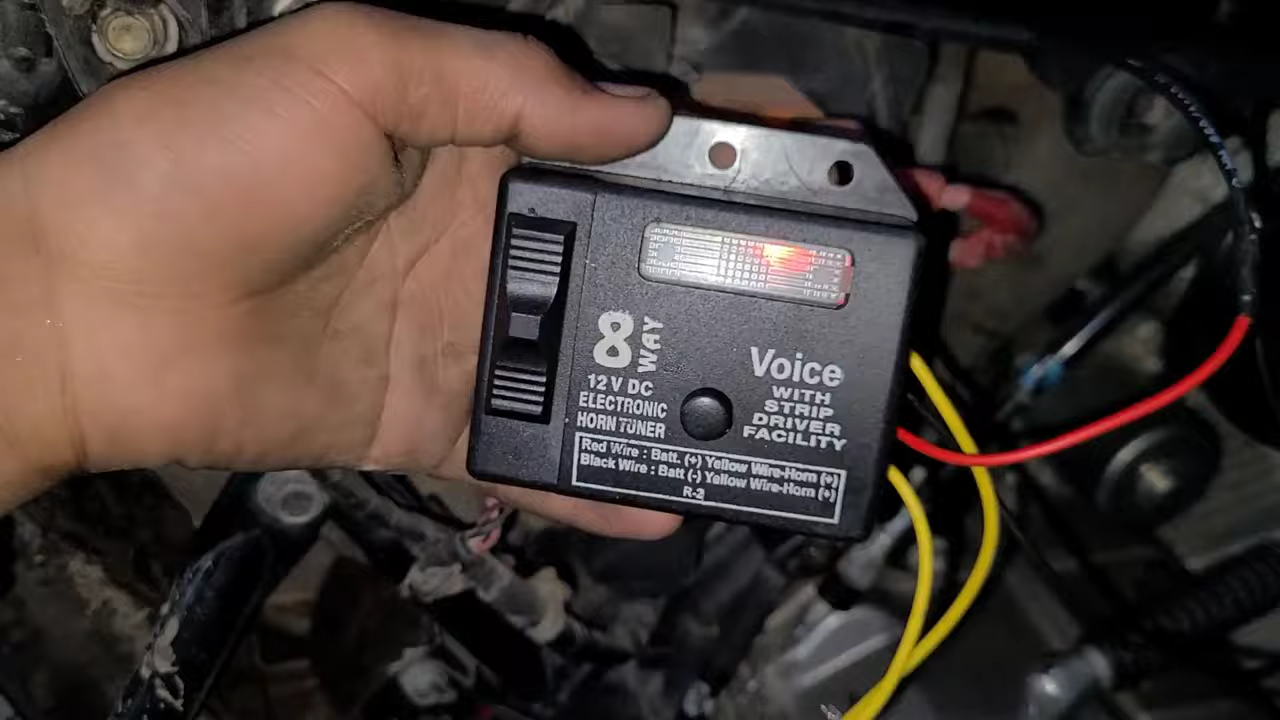 8 WAY
12 V DC
ELECTRONIC
HORN TUNER
Voice
WITH
STRIP
DRIVER
FACILITY
Red Wire : Batt. (+) Yellow Wire-Horn (+)
Black Wire : Batt (-) Yellow Wire-Horn (+)
R-2